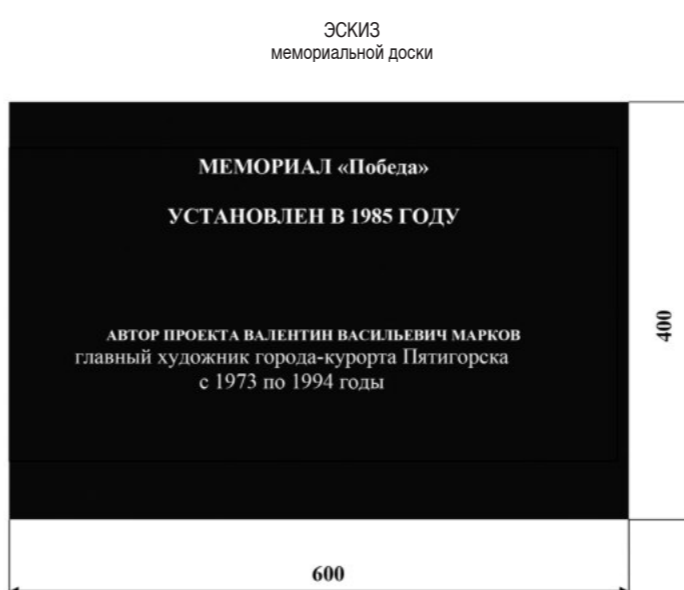 ЭСКИЗ
мемориальной доски
МЕМОРИАЛ «Победа»
УСТАНОВЛЕН В 1985 ГОДУ
АВТОР ПРОЕКТА ВАЛЕНТИН ВАСИЛЬЕВИЧ МАРКОВ
главный художник города-курорта Пятигорска
с 1973 по 1994 годы
400
600